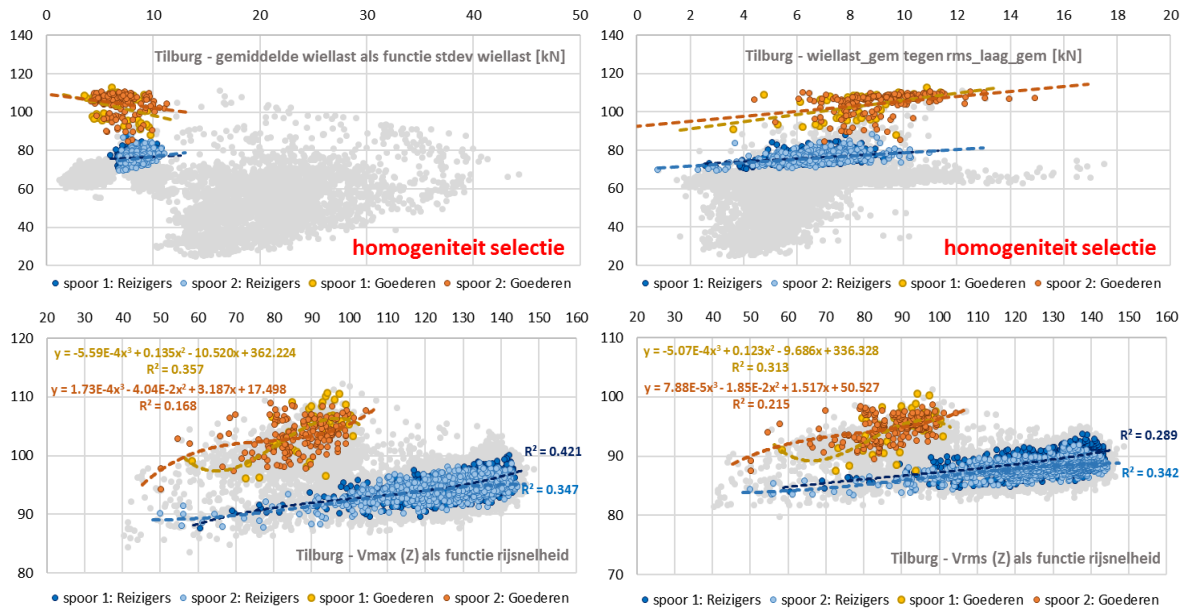 0 10 20 30 40 50
140
120
100
80
60
40
20
Tilburg - gemiddelde wiellast als functie stdev wiellast [kN]
homogeniteit selectie
spoor 1: Reizigers spoor 2: Reizigers spoor 1: Goederen spoor 2: Goederen
0 2 4 6 8 10 12 14 16 18 20
140
120
100
80
60
40
20
Tilburg - wiellast_gem tegen rms_laag_gem [kN]
homogeniteit selectie
spoor 1: Reizigers spoor 2: Reizigers spoor 1: Goederen spoor 2: Goederen
20 30 40 50 60 70 80 90 100 110 120 130 140 150 160
120
110
100
90
80
y = -5.59E-4x³ + 0.135x² - 10.520x + 362.224
R² = 0.357
y = 1.73E-4x³ - 4.04E-2x² + 3.187x + 17.498
R² = 0.168
R² = 0.421
R² = 0.347
Tilburg - Vmax (Z) als functie rijsnelheid
spoor 1: Reizigers spoor 2: Reizigers spoor 1: Goederen spoor 2: Goederen
20 30 40 50 60 70 80 90 100 110 120 130 140 150 160
110
100
90
80
70
y = -5.07E-4x³ + 0.123x² - 9.686x + 336.328
R² = 0.313
y = 7.88E-5x³ - 1.85E-2x² + 1.517x + 50.527
R² = 0.215
R² = 0.289
R² = 0.342
Tilburg - Vrms (Z) als functie rijsnelheid
spoor 1: Reizigers spoor 2: Reizigers spoor 1: Goederen spoor 2: Goederen